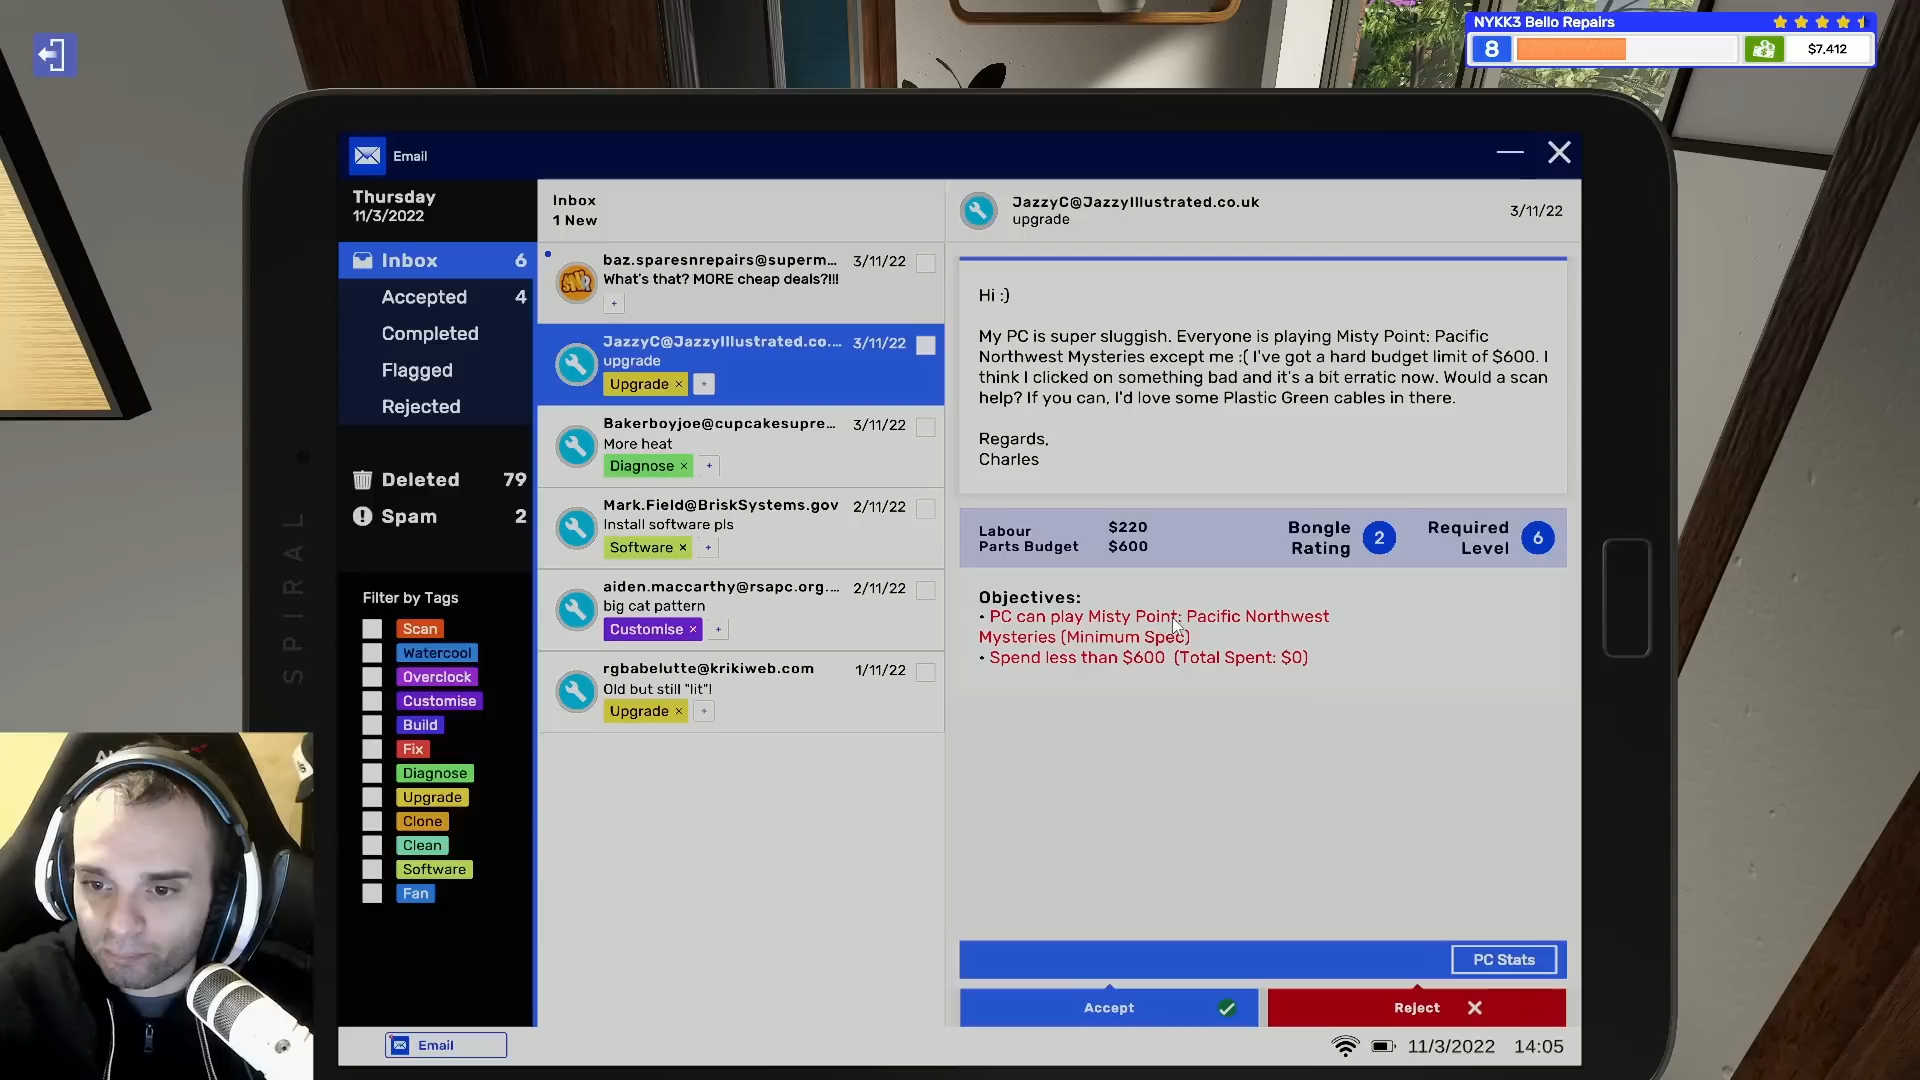 NYKK3 Bello Repairs
8
$7,412
Email
Thursday
11/3/2022
Inbox 6
Accepted 4
Completed
Flagged
Rejected
Deleted 79
Spam 2
Filter by Tags
Scan
Watercool
Overclock
Customise
Build
Fix
Diagnose
Upgrade
Clone
Clean
Software
Fan
Inbox
1 New
baz.sparesnrepairs@superm... 3/11/22
What's that? MORE cheap deals?!!!
+
JazzyC@JazzyIllustrated.co.... 3/11/22
upgrade
Upgrade × +
Bakerboyjoe@cupcakesupre... 3/11/22
More heat
Diagnose × +
Mark.Field@BriskSystems.gov 2/11/22
Install software pls
Software × +
aiden.maccarthy@rsapc.org.... 2/11/22
big cat pattern
Customise × +
rgbabelutte@krikiweb.com 1/11/22
Old but still "lit"!
Upgrade × +
JazzyC@JazzyIllustrated.co.uk 3/11/22
upgrade
Hi :)
My PC is super sluggish. Everyone is playing Misty Point: Pacific
Northwest Mysteries except me :( I've got a hard budget limit of $600. I
think I clicked on something bad and it's a bit erratic now. Would a scan
help? If you can, I'd love some Plastic Green cables in there.
Regards,
Charles
Labour $220
Parts Budget $600
Bongle
Rating 2
Required
Level 6
Objectives:
• PC can play Misty Point: Pacific Northwest
Mysteries (Minimum Spec)
• Spend less than $600 (Total Spent: $0)
PC Stats
Accept
Reject
Email
11/3/2022 14:05
SPIRAL